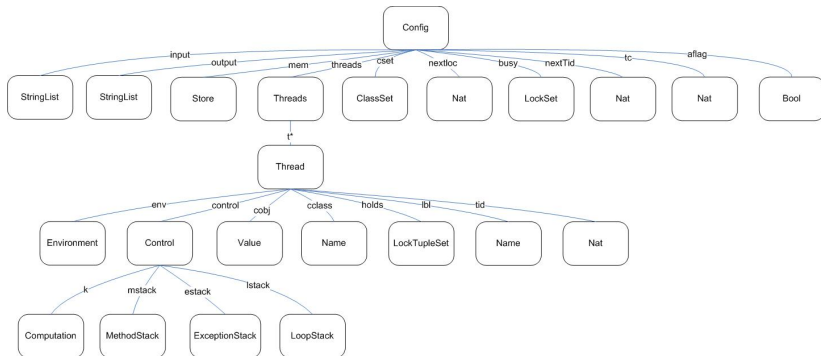 Config
input
output
mem
threads
cset
nextloc
busy
nextTid
tc
aflag
StringList
StringList
Store
Threads
ClassSet
Nat
LockSet
Nat
Nat
Bool
t*
Thread
env
control
cobj
cclass
holds
lbl
tid
Environment
Control
Value
Name
LockTupleSet
Name
Nat
k
mstack
estack
lstack
Computation
MethodStack
ExceptionStack
LoopStack